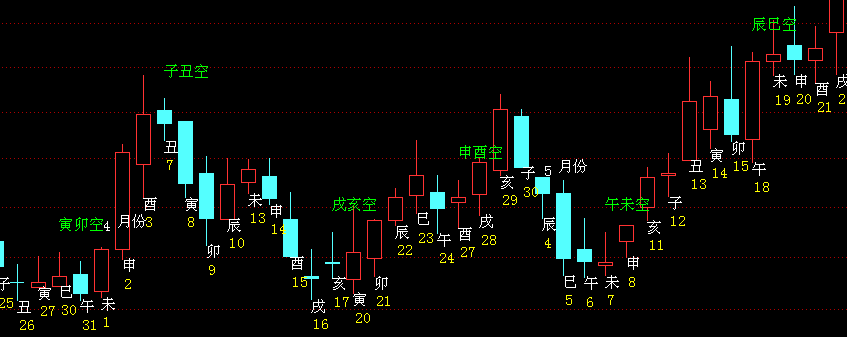 辰巳空
子丑空
申酉空
5 月份
戌亥空
午未空
寅卯空
4 月份
子 25
丑 26
寅 27
巳 30
午 31
未 1
申 2
酉 3
丑 7
寅 8
卯 9
辰 10
未 13
申 14
酉 15
戌 16
亥 17
寅 20
卯 21
辰 22
巳 23
午 24
酉 27
戌 28
亥 29
子 30
辰 4
巳 5
午 6
未 7
申 8
亥 11
子 12
丑 13
寅 14
卯 15
午 18
未 19
申 20
酉 21